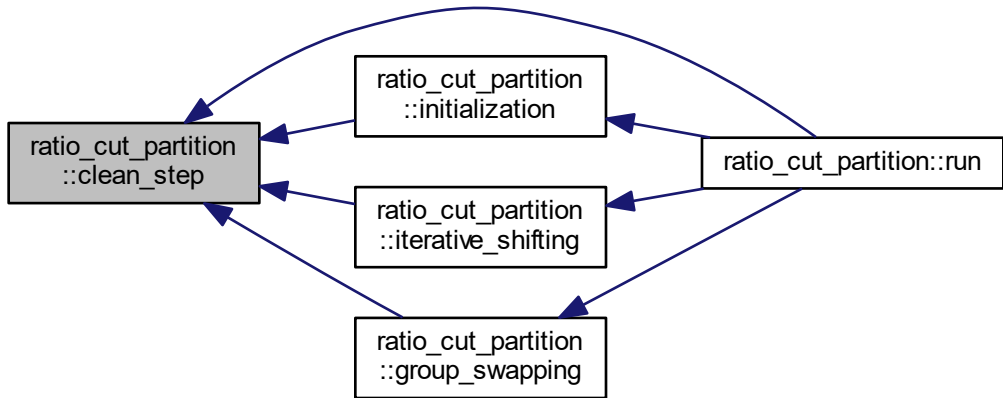 ratio_cut_partition
::clean_step
ratio_cut_partition
::initialization
ratio_cut_partition
::iterative_shifting
ratio_cut_partition
::group_swapping
ratio_cut_partition::run